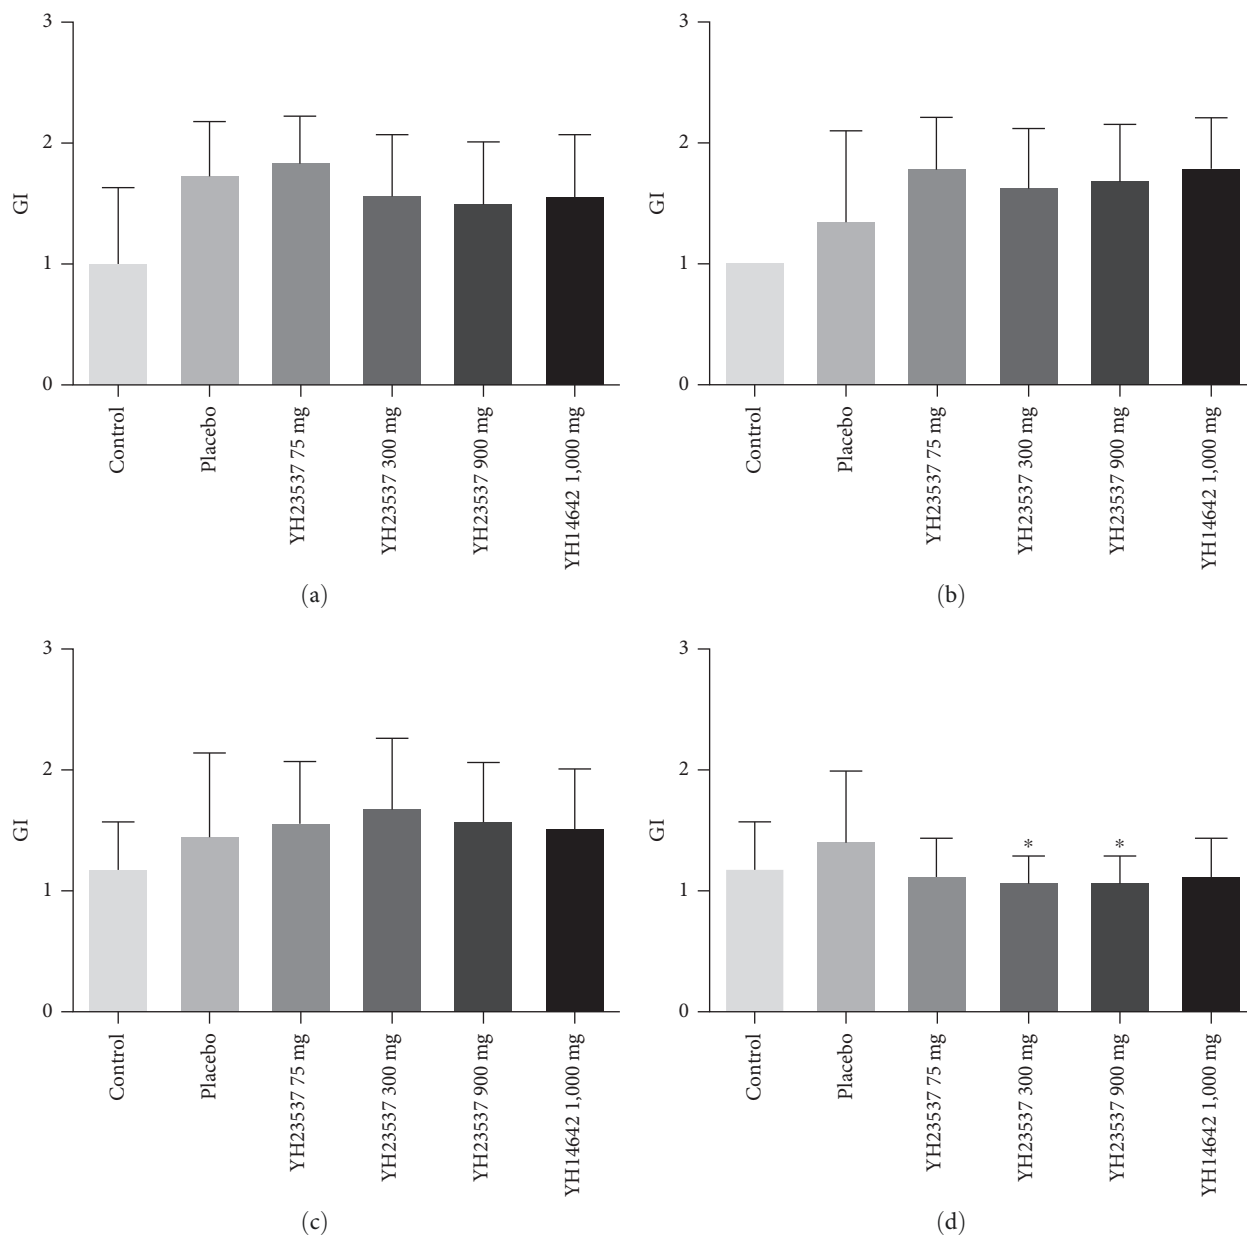 3
2
1
0
GI
Control
Placebo
YH23537 75 mg
YH23537 300 mg
YH23537 900 mg
YH14642 1,000 mg
(a)
3
2
1
0
GI
Control
Placebo
YH23537 75 mg
YH23537 300 mg
YH23537 900 mg
YH14642 1,000 mg
(b)
3
2
1
0
GI
Control
Placebo
YH23537 75 mg
YH23537 300 mg
YH23537 900 mg
YH14642 1,000 mg
(c)
3
2
1
0
GI
* *
Control
Placebo
YH23537 75 mg
YH23537 300 mg
YH23537 900 mg
YH14642 1,000 mg
(d)